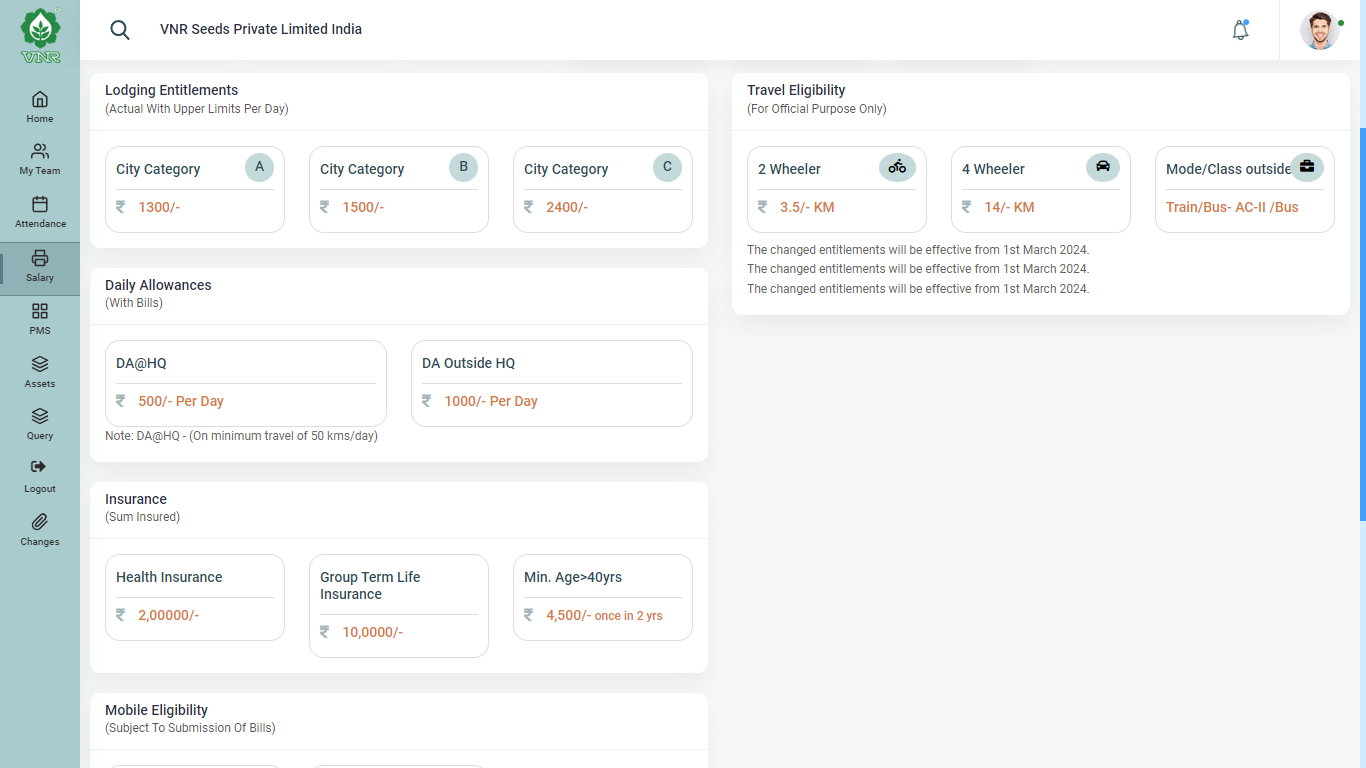 VNR
VNR Seeds Private Limited India
Home
My Team
Attendance
Salary
PMS
Assets
Query
Logout
Changes
Lodging Entitlements
(Actual With Upper Limits Per Day)
City Category A
₹ 1300/-
City Category B
₹ 1500/-
City Category C
₹ 2400/-
Daily Allowances
(With Bills)
DA@HQ
₹ 500/- Per Day
DA Outside HQ
₹ 1000/- Per Day
Note: DA@HQ - (On minimum travel of 50 kms/day)
Insurance
(Sum Insured)
Health Insurance
₹ 2,00000/-
Group Term Life
Insurance
₹ 10,0000/-
Min. Age>40yrs
₹ 4,500/- once in 2 yrs
Mobile Eligibility
(Subject To Submission Of Bills)
Travel Eligibility
(For Official Purpose Only)
2 Wheeler
₹ 3.5/- KM
4 Wheeler
₹ 14/- KM
Mode/Class outside
Train/Bus- AC-II /Bus
The changed entitlements will be effective from 1st March 2024.
The changed entitlements will be effective from 1st March 2024.
The changed entitlements will be effective from 1st March 2024.